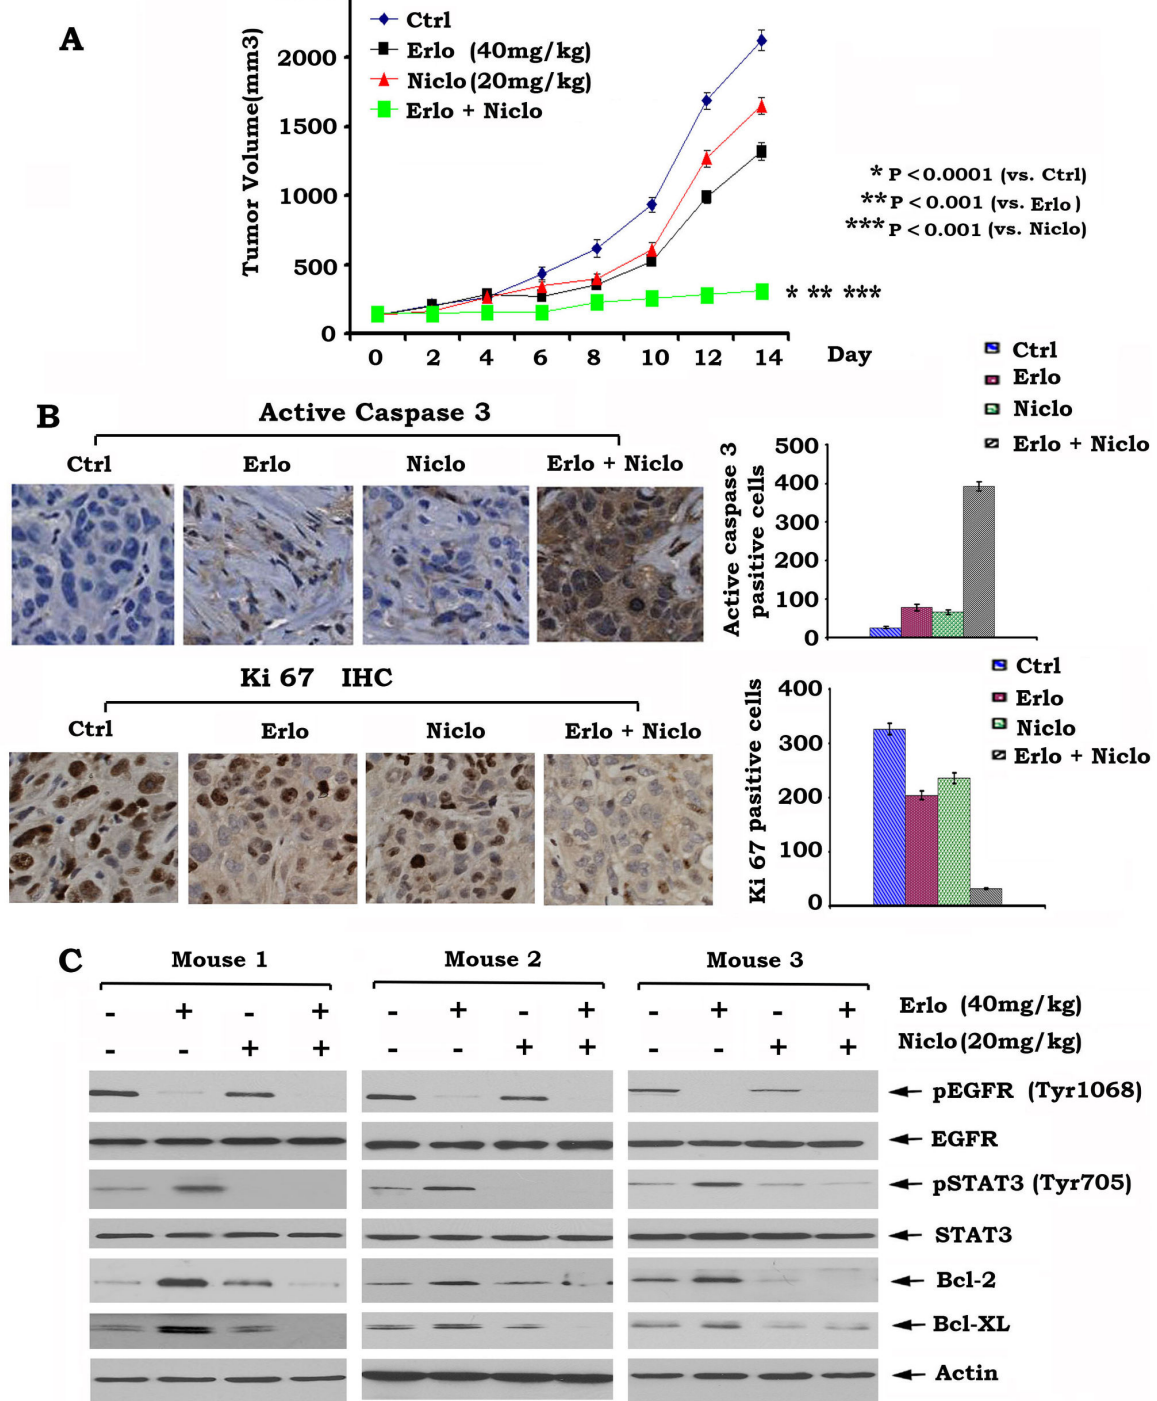 A
Ctrl
Erlo (40mg/kg)
Niclo (20mg/kg)
Erlo + Niclo
Tumor Volume(mm3)
2000
1500
1000
500
0
0 2 4 6 8 10 12 14 Day
* ** ***
* P < 0.0001 (vs. Ctrl)
** P < 0.001 (vs. Erlo)
*** P < 0.001 (vs. Niclo)
B
Active Caspase 3
Ctrl Erlo Niclo Erlo + Niclo
Ctrl
Erlo
Niclo
Erlo + Niclo
Active caspase 3
pasitive cells
500
400
300
200
100
0
Ki 67 IHC
Ctrl Erlo Niclo Erlo + Niclo
Ctrl
Erlo
Niclo
Erlo + Niclo
Ki 67 pasitive cells
400
300
200
100
0
C
Mouse 1 Mouse 2 Mouse 3
- + - + - + - + - + - + Erlo (40mg/kg)
- - + + - - + + - - + + Niclo (20mg/kg)
pEGFR (Tyr1068)
EGFR
pSTAT3 (Tyr705)
STAT3
Bcl-2
Bcl-XL
Actin